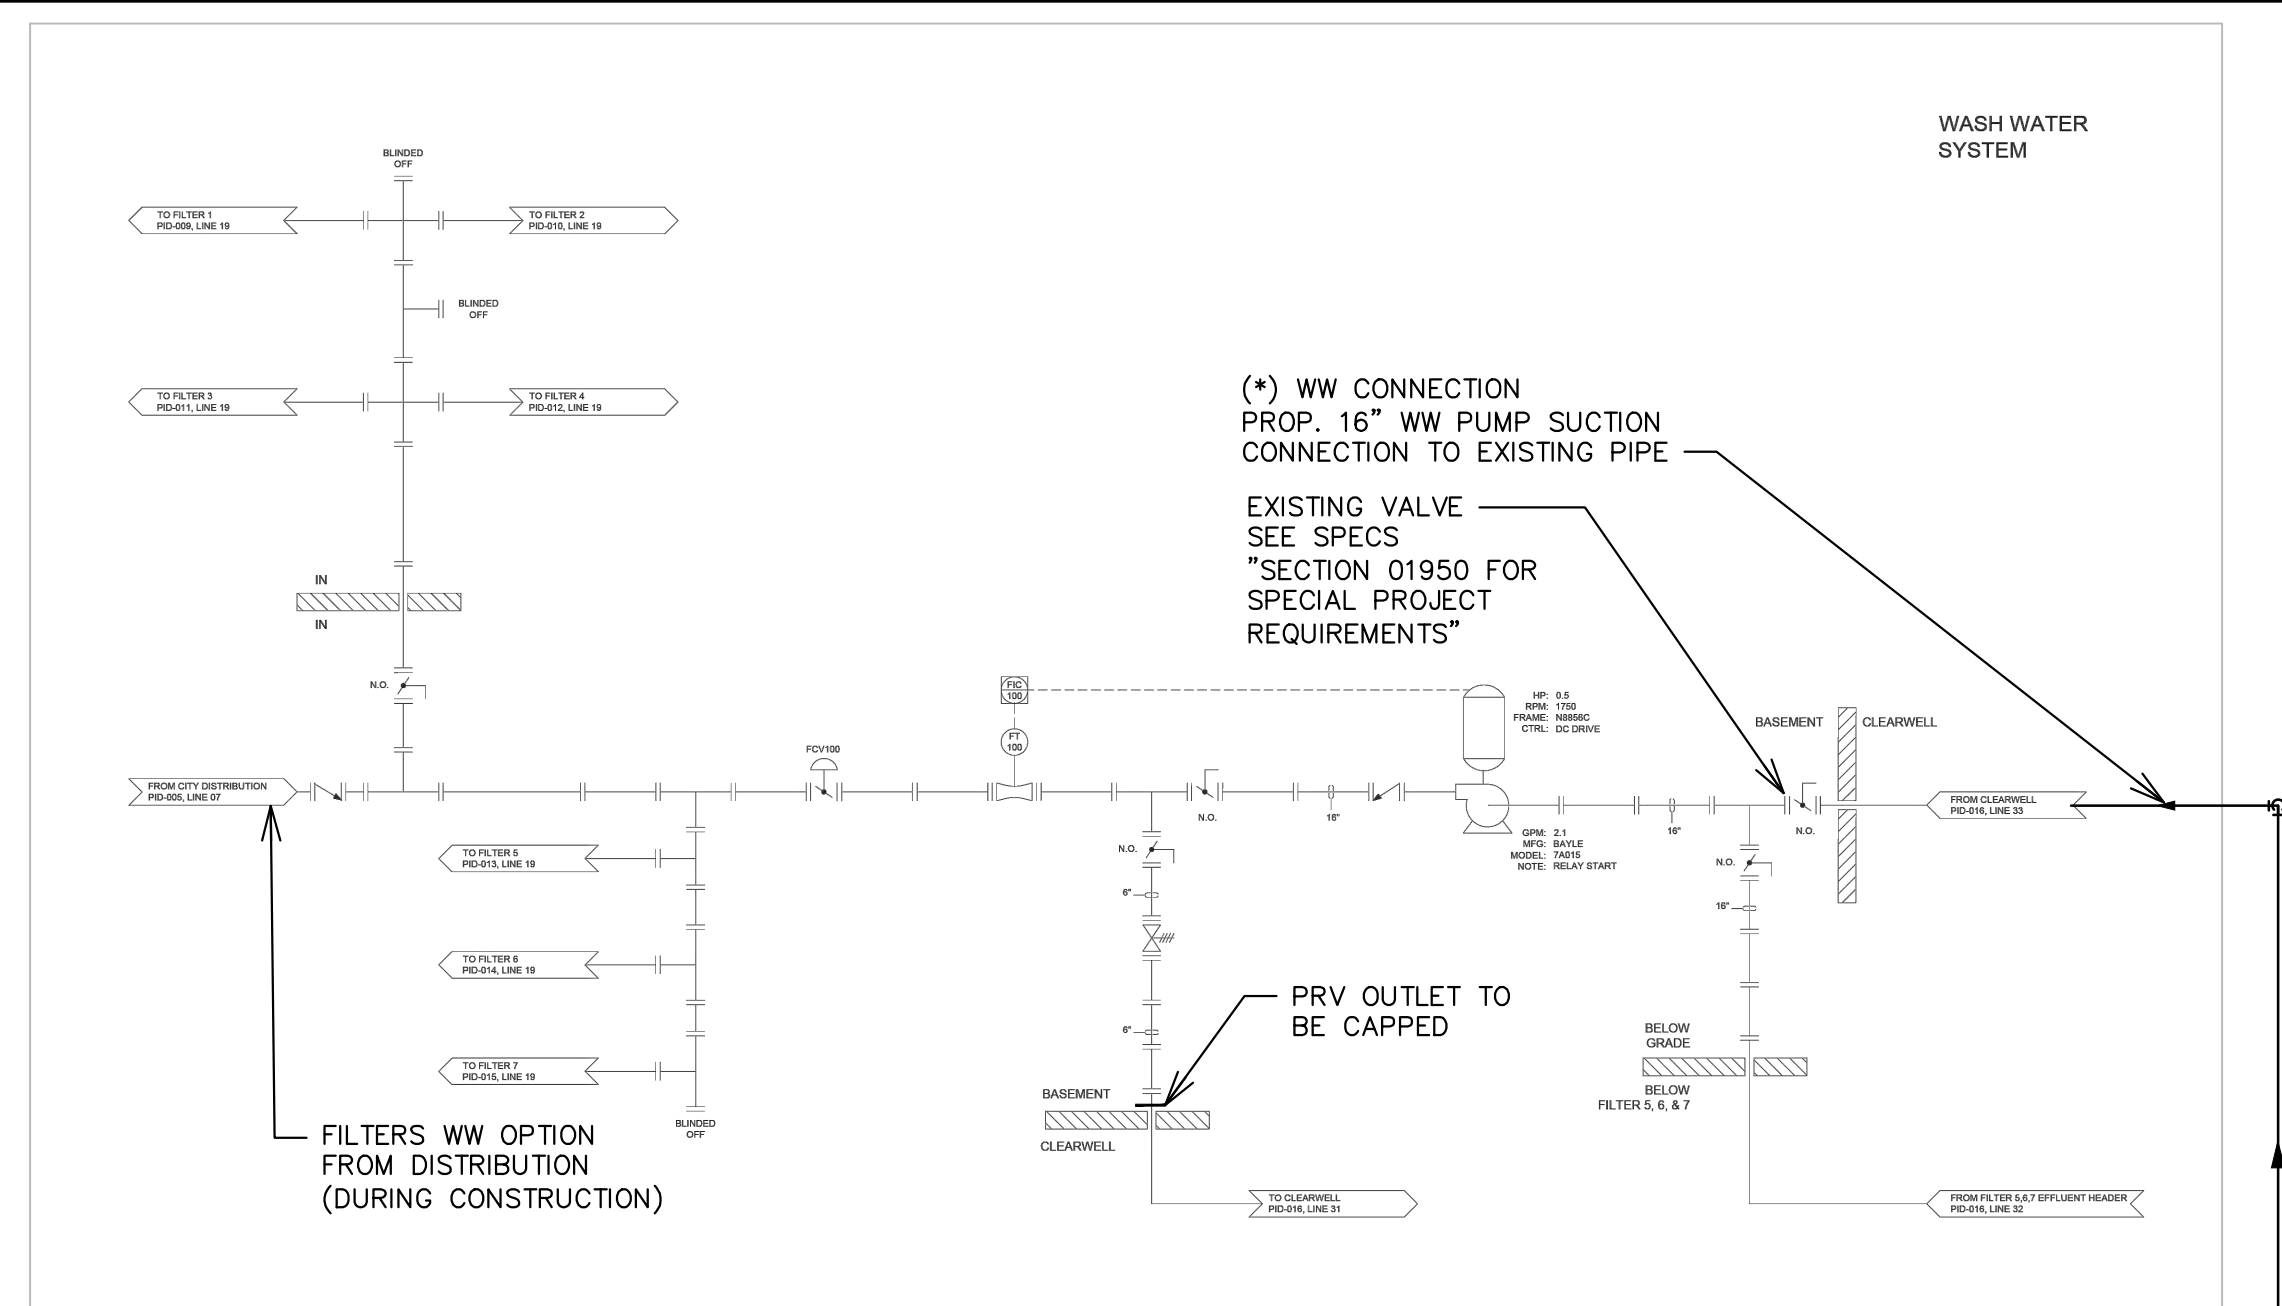 WASH WATER
SYSTEM
BLINDED
OFF
TO FILTER 1
PID-009, LINE 19
TO FILTER 2
PID-010, LINE 19
BLINDED
OFF
TO FILTER 3
PID-011, LINE 19
TO FILTER 4
PID-012, LINE 19
(*) WW CONNECTION
PROP. 16" WW PUMP SUCTION
CONNECTION TO EXISTING PIPE
EXISTING VALVE
SEE SPECS
"SECTION 01950 FOR
SPECIAL PROJECT
REQUIREMENTS"
IN
IN
N.O.
FIC
100
FT
100
HP: 0.5
RPM: 1750
FRAME: N8856C
CTRL: DC DRIVE
BASEMENT
CLEARWELL
FCV100
FROM CITY DISTRIBUTION
PID-005, LINE 07
N.O.
16"
16"
N.O.
FROM CLEARWELL
PID-016, LINE 33
GPM: 2.1
MFG: BAYLE
MODEL: 7A015
NOTE: RELAY START
TO FILTER 5
PID-013, LINE 19
N.O.
6"
N.O.
16"
TO FILTER 6
PID-014, LINE 19
PRV OUTLET TO
BE CAPPED
6"
BELOW
GRADE
TO FILTER 7
PID-015, LINE 19
BLINDED
OFF
BASEMENT
CLEARWELL
BELOW
FILTER 5, 6, & 7
FILTERS WW OPTION
FROM DISTRIBUTION
(DURING CONSTRUCTION)
TO CLEARWELL
PID-016, LINE 31
FROM FILTER 5,6,7 EFFLUENT HEADER
PID-016, LINE 32